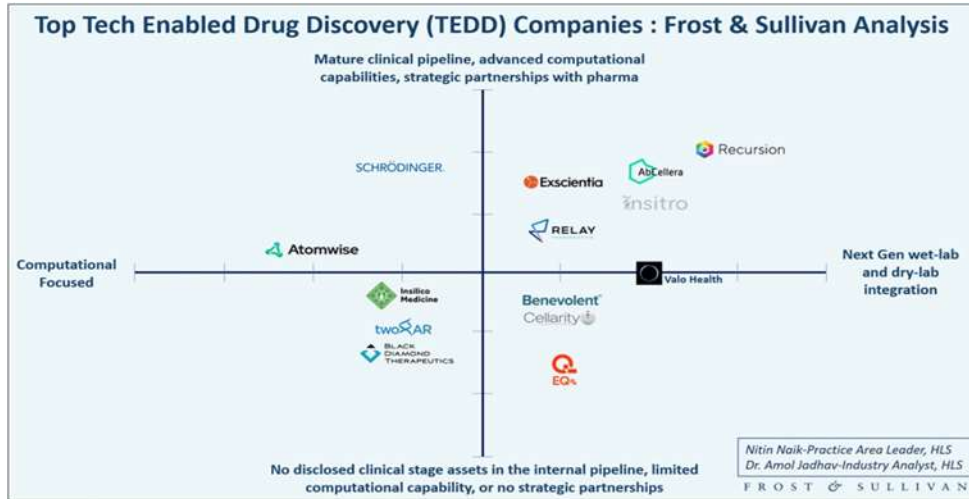 Top Tech Enabled Drug Discovery (TEDD) Companies : Frost & Sullivan Analysis
Mature clinical pipeline, advanced computational
capabilities, strategic partnerships with pharma
Recursion
SCHRÖDINGER.
AbCellera
Exscientia
insitro
RELAY
Atomwise
Computational
Focused
Next Gen wet-lab
and dry-lab
integration
Valo Health
Insilico
Medicine
Benevolent
Cellarity
twoXAR
BLACK
DIAMOND
THERAPEUTICS
EQRx
No disclosed clinical stage assets in the internal pipeline, limited
computational capability, or no strategic partnerships
Nitin Naik-Practice Area Leader, HLS
Dr. Amol Jadhav-Industry Analyst, HLS
FROST & SULLIVAN